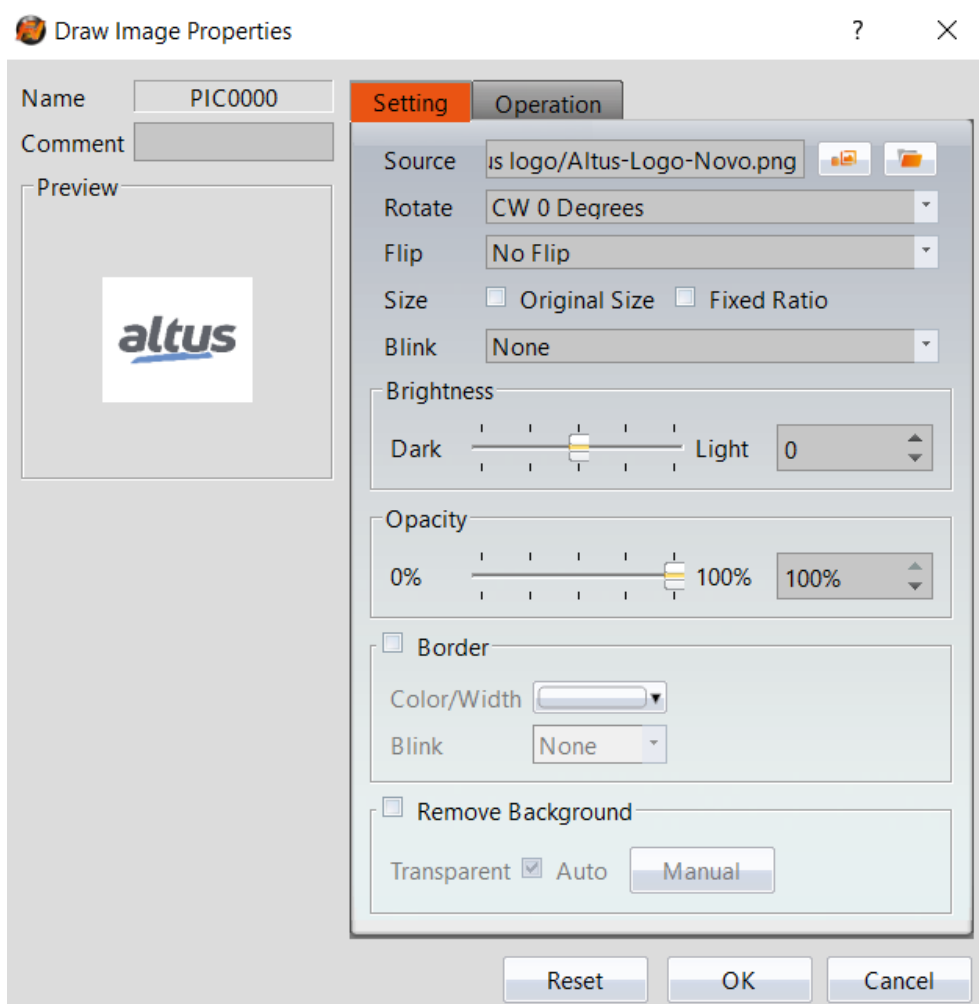 Draw Image Properties ? 
Name PIC0000
Comment
Preview
altus
Setting Operation
Source us logo/Altus-Logo-Novo.png
Rotate CW 0 Degrees
Flip No Flip
Size Original Size Fixed Ratio
Blink None
Brightness
Dark Light 0
Opacity
0% 100% 100%
Border
Color/Width
Blink None
Remove Background
Transparent Auto Manual
Reset OK Cancel